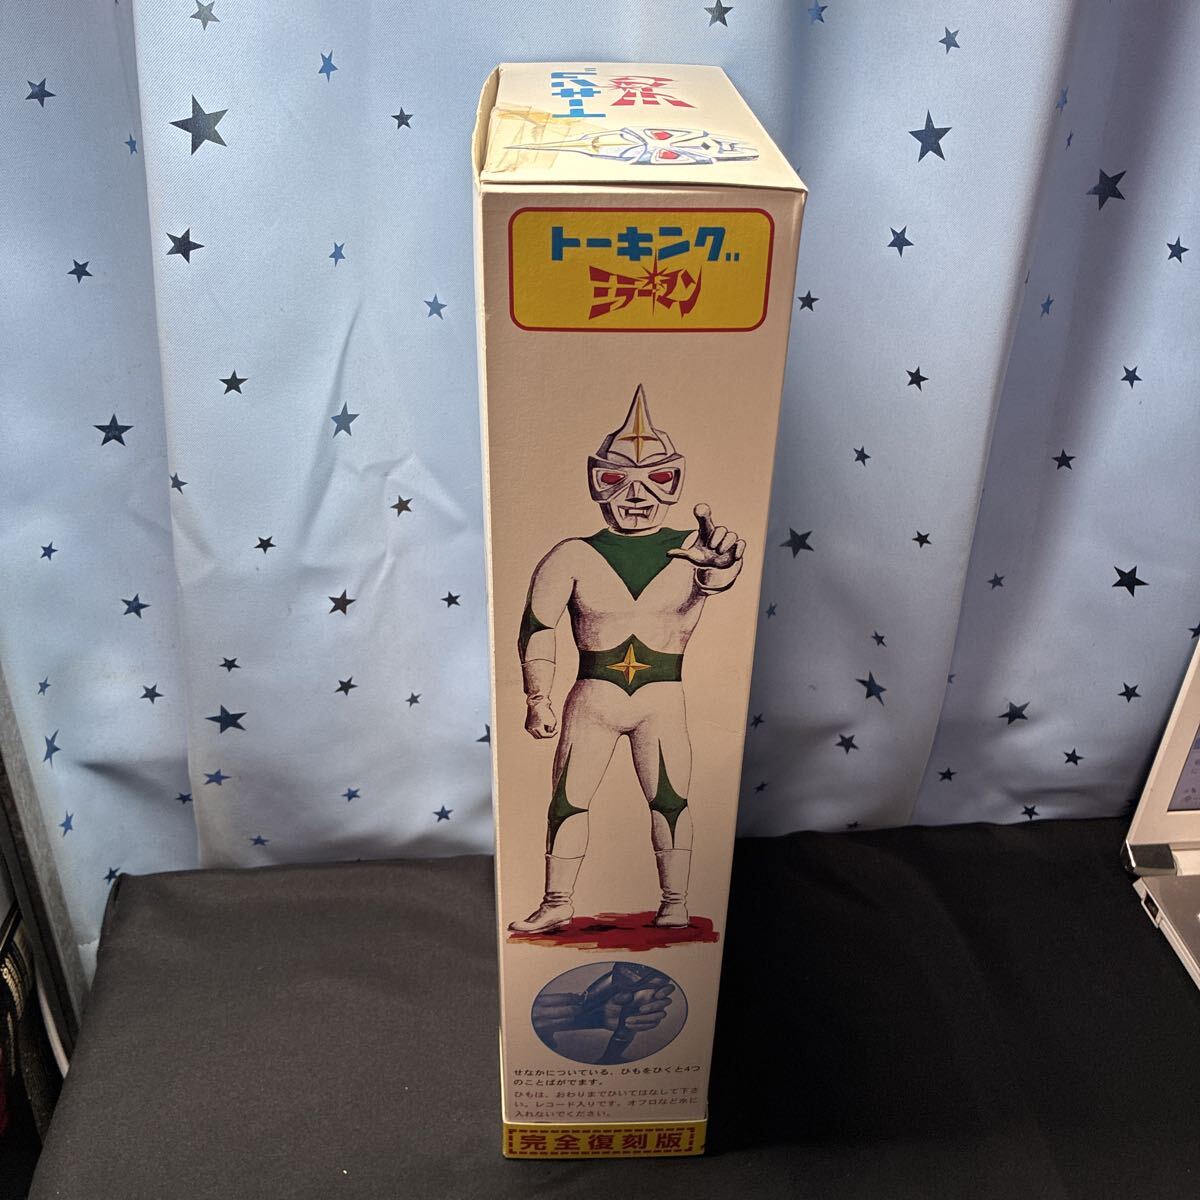 トーキング
ミラーマン
せなかについている、ひもをひくと4つ
のことばがでます。
ひもは、おわりまでひいてはなして下さ
い。レコード入りです。オフロなど水に
入れないでください。
完全復刻版